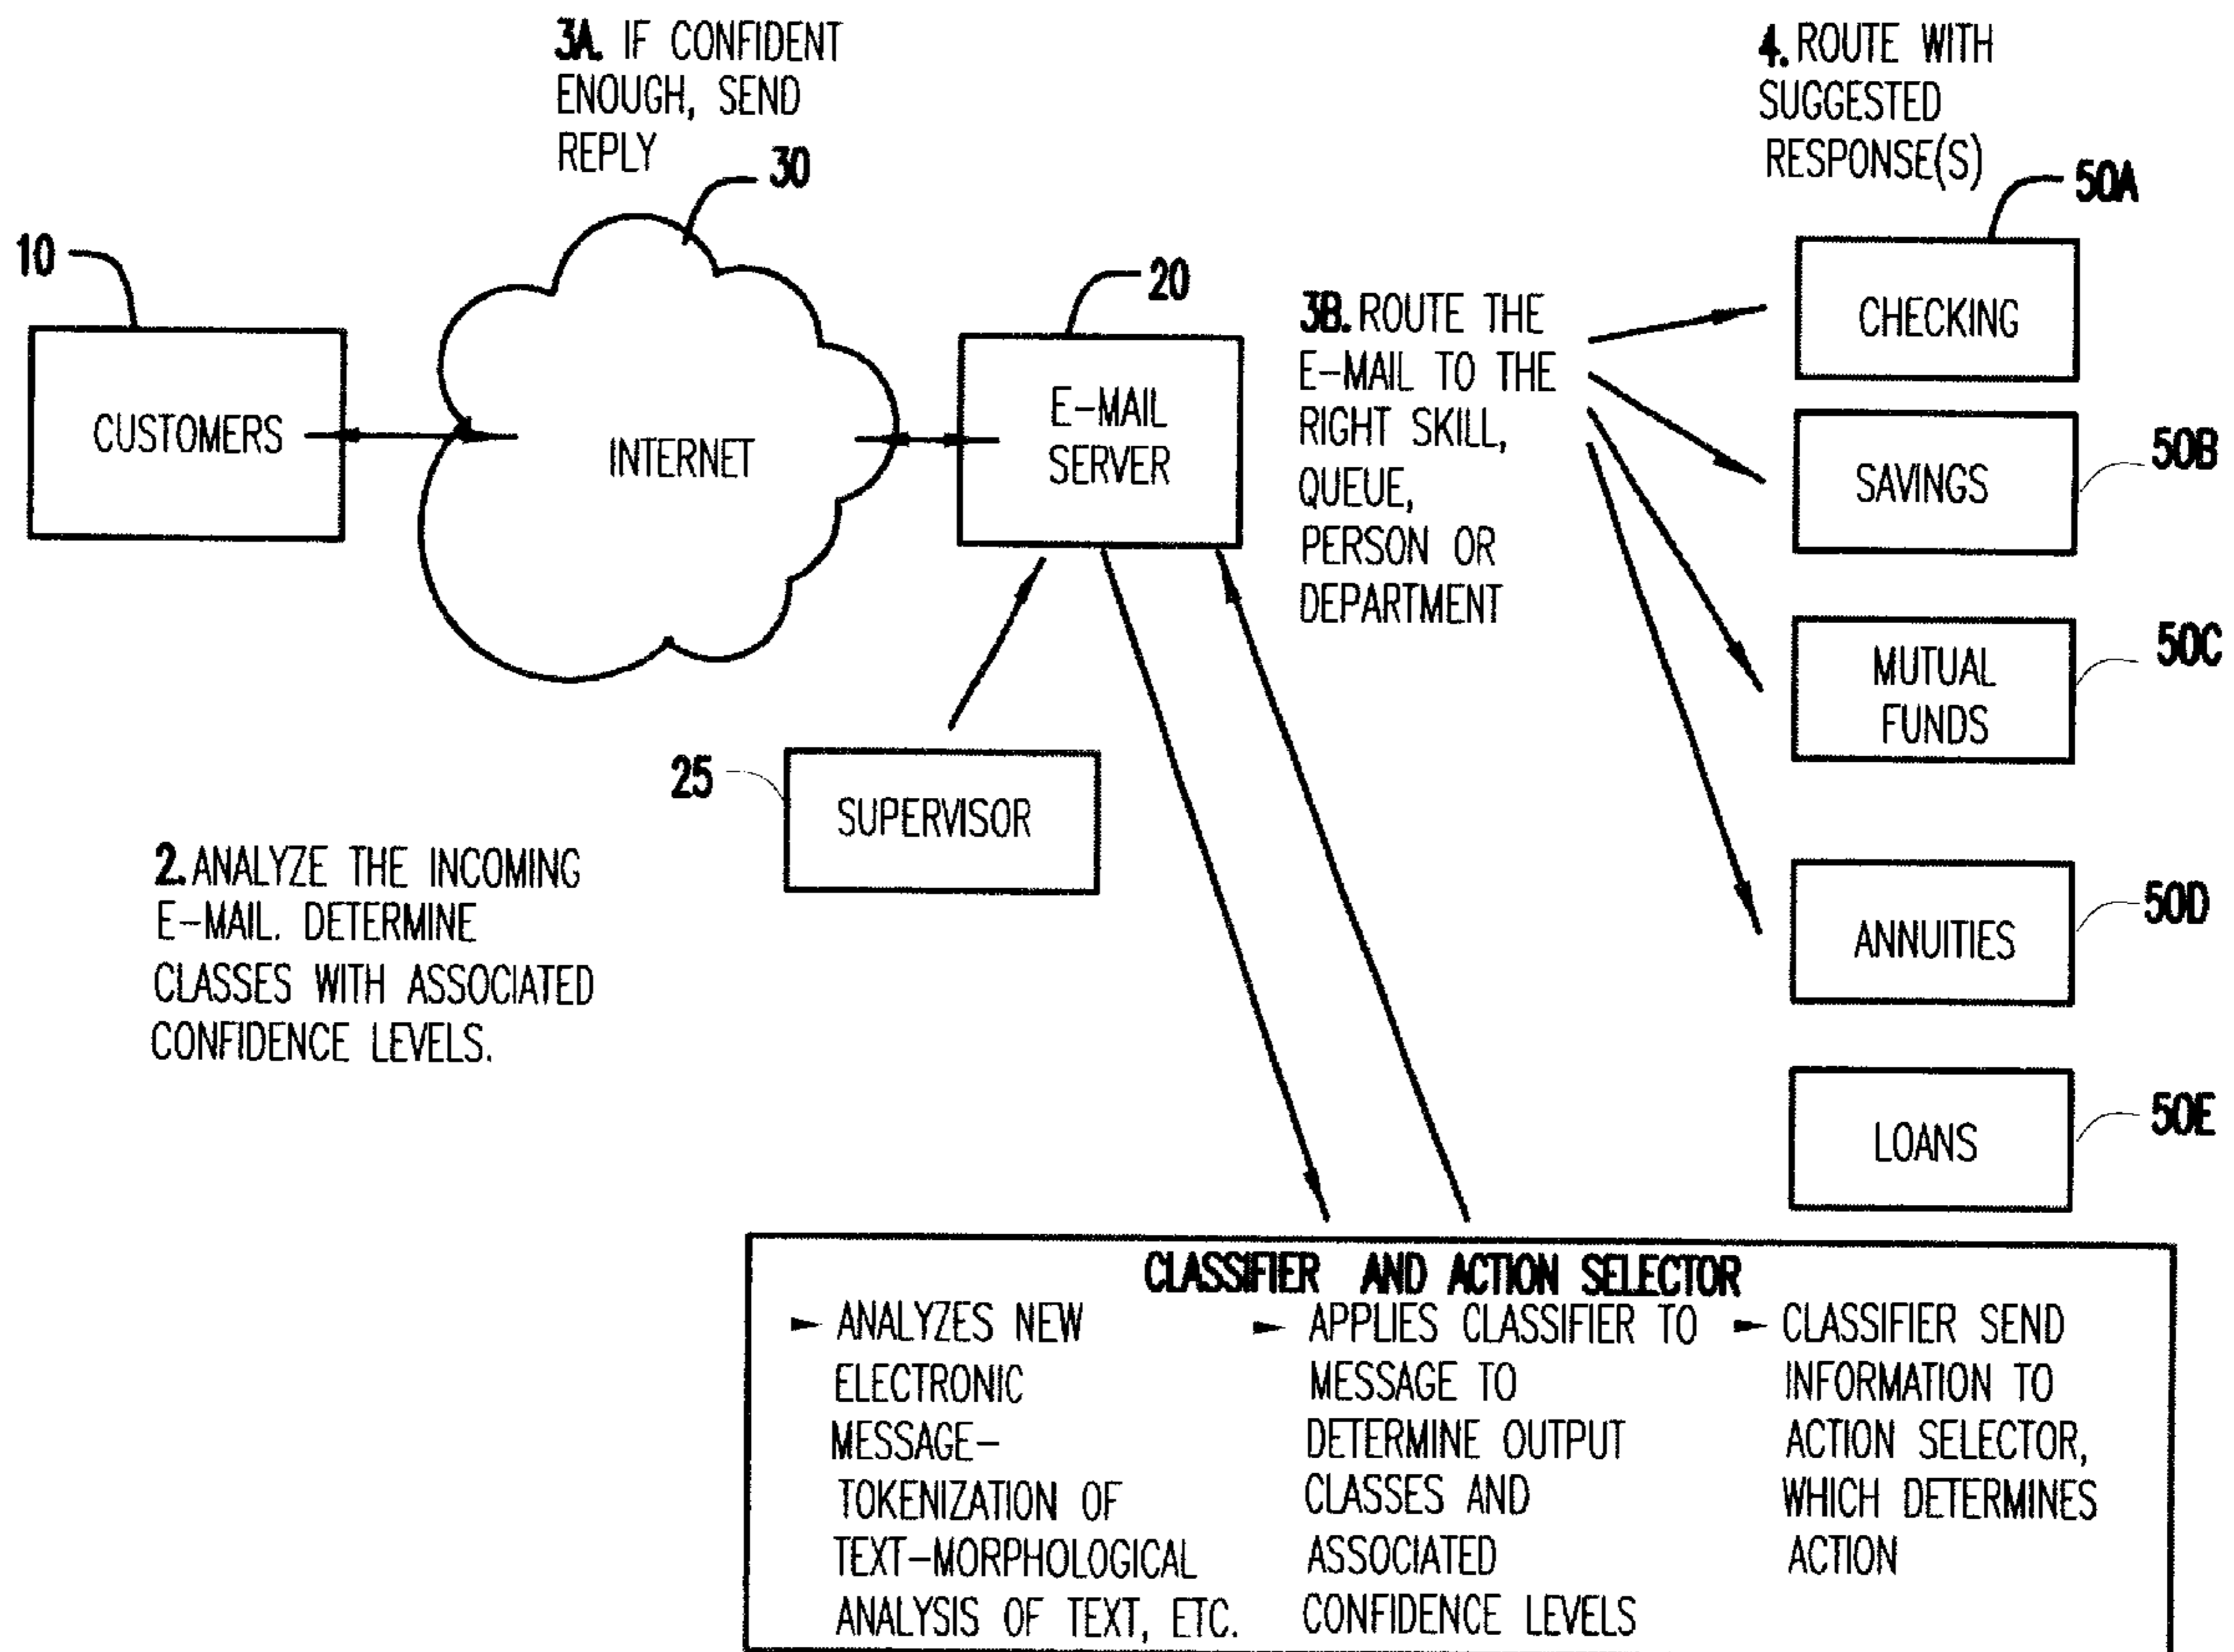 3A. IF CONFIDENT
ENOUGH, SEND
REPLY
30
4. ROUTE WITH
SUGGESTED
RESPONSE(S)
50A
10
CUSTOMERS
INTERNET
20
E-MAIL
SERVER
3B. ROUTE THE
E-MAIL TO THE
RIGHT SKILL,
QUEUE,
PERSON OR
DEPARTMENT
CHECKING
SAVINGS
50B
MUTUAL
FUNDS
50C
ANNUITIES
50D
LOANS
50E
25
SUPERVISOR
2. ANALYZE THE INCOMING
E-MAIL. DETERMINE
CLASSES WITH ASSOCIATED
CONFIDENCE LEVELS.
CLASSIFIER AND ACTION SELECTOR
ANALYZES NEW
ELECTRONIC
MESSAGE-
TOKENIZATION OF
TEXT-MORPHOLOGICAL
ANALYSIS OF TEXT, ETC.
APPLIES CLASSIFIER TO
MESSAGE TO
DETERMINE OUTPUT
CLASSES AND
ASSOCIATED
CONFIDENCE LEVELS
CLASSIFIER SEND
INFORMATION TO
ACTION SELECTOR,
WHICH DETERMINES
ACTION